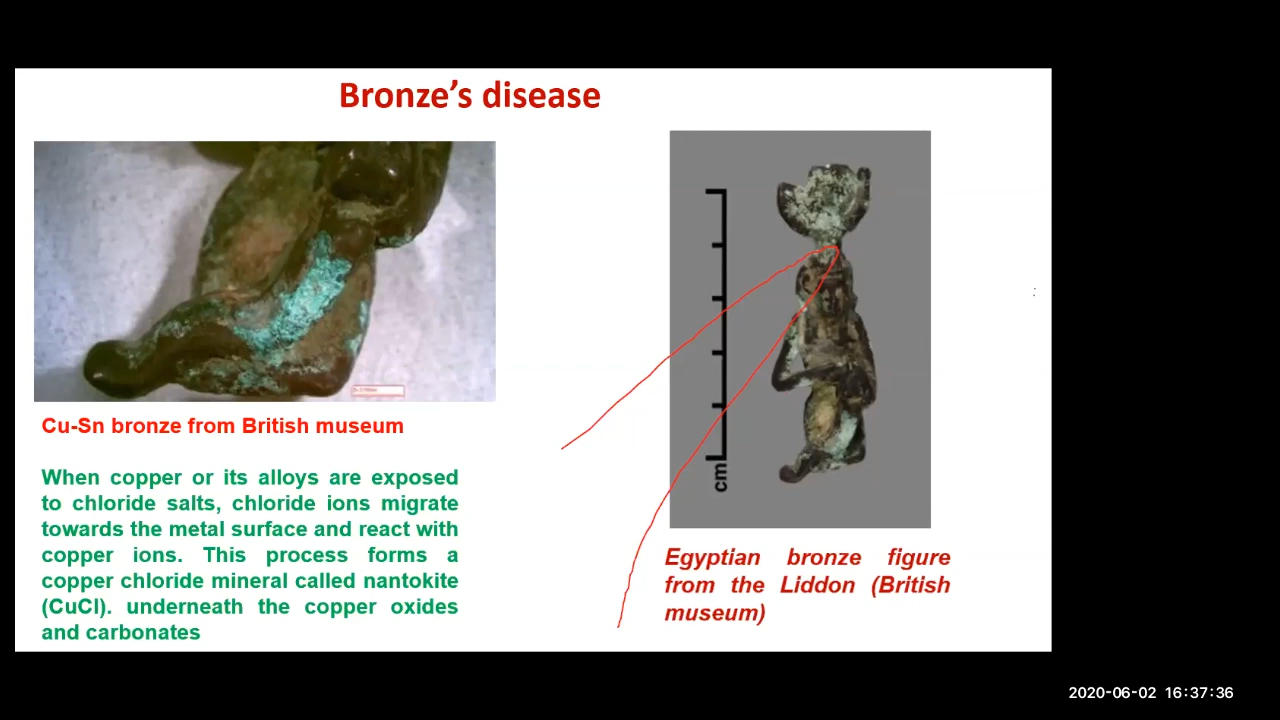 Bronze’s disease
Cu-Sn bronze from British museum
When copper or its alloys are exposed
to chloride salts, chloride ions migrate
towards the metal surface and react with
copper ions. This process forms a
copper chloride mineral called nantokite
(CuCl). underneath the copper oxides
and carbonates
cm
Egyptian bronze figure
from the Liddon (British
museum)
:
2020-06-02 16:37:36